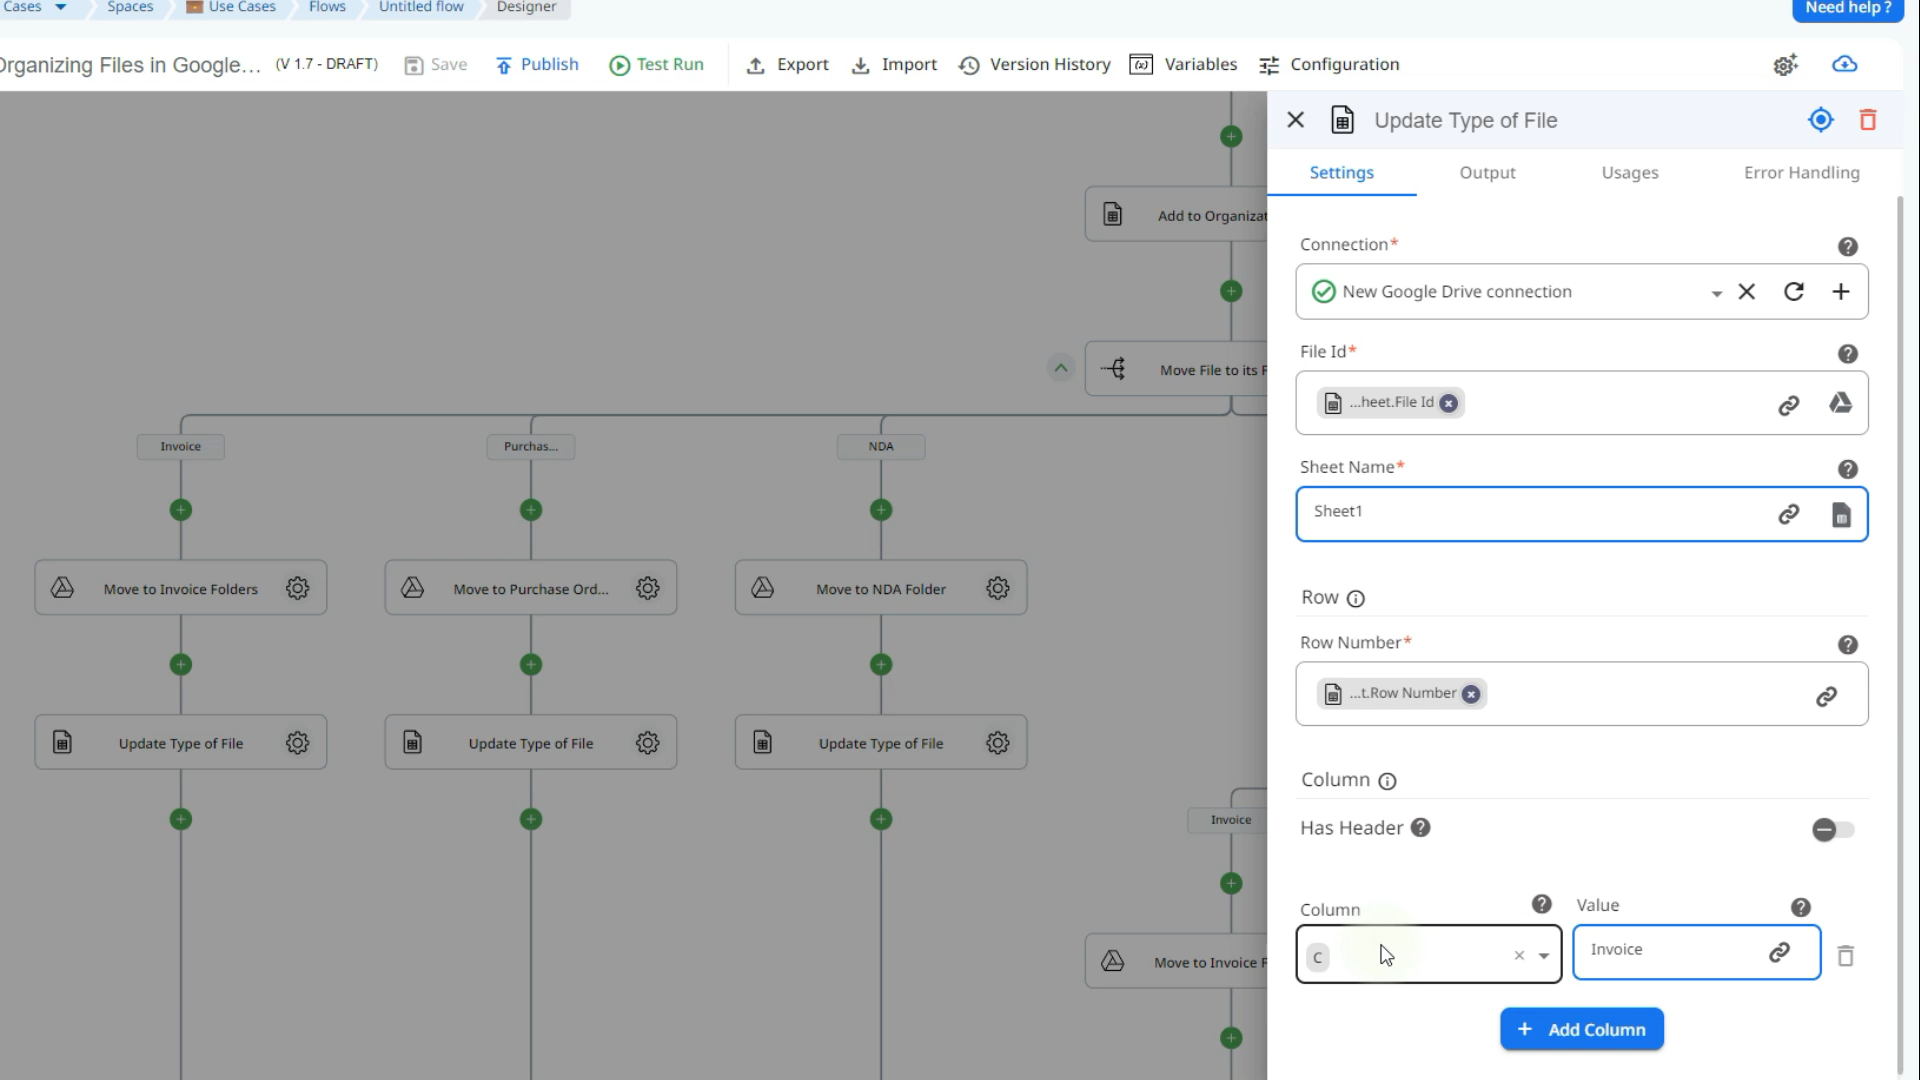 Cases
Spaces
Use Cases
Flows
Untitled flow
Designer
Need help ?
Organizing Files in Google...
(V 1.7 - DRAFT)
Save
Publish
Test Run
Export
Import
Version History
Variables
Configuration
Update Type of File
Settings
Output
Usages
Error Handling
Add to Organizat
Connection*
New Google Drive connection
File Id*
Move File to its F
...heet.File Id
Invoice
Purchas...
NDA
Sheet Name*
Sheet1
Move to Invoice Folders
Move to Purchase Ord...
Move to NDA Folder
Row
Row Number*
...t.Row Number
Update Type of File
Update Type of File
Update Type of File
Column
Invoice
Has Header
Column
Value
C
Invoice
Move to Invoice F
+ Add Column